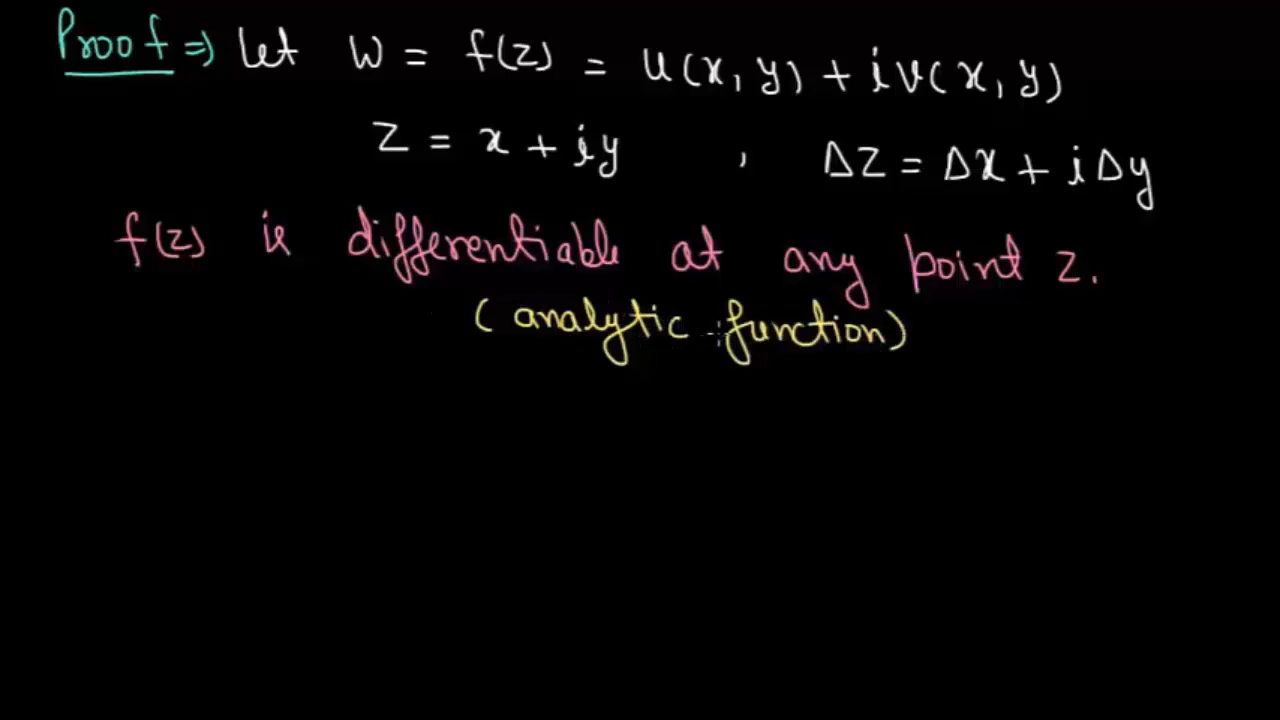 Proof ⇒ Let W = f(z) = u(x, y) + iv(x, y)
z = x + iy , Δz = Δx + iΔy
f(z) is differentiable at any point z.
(analytic function)